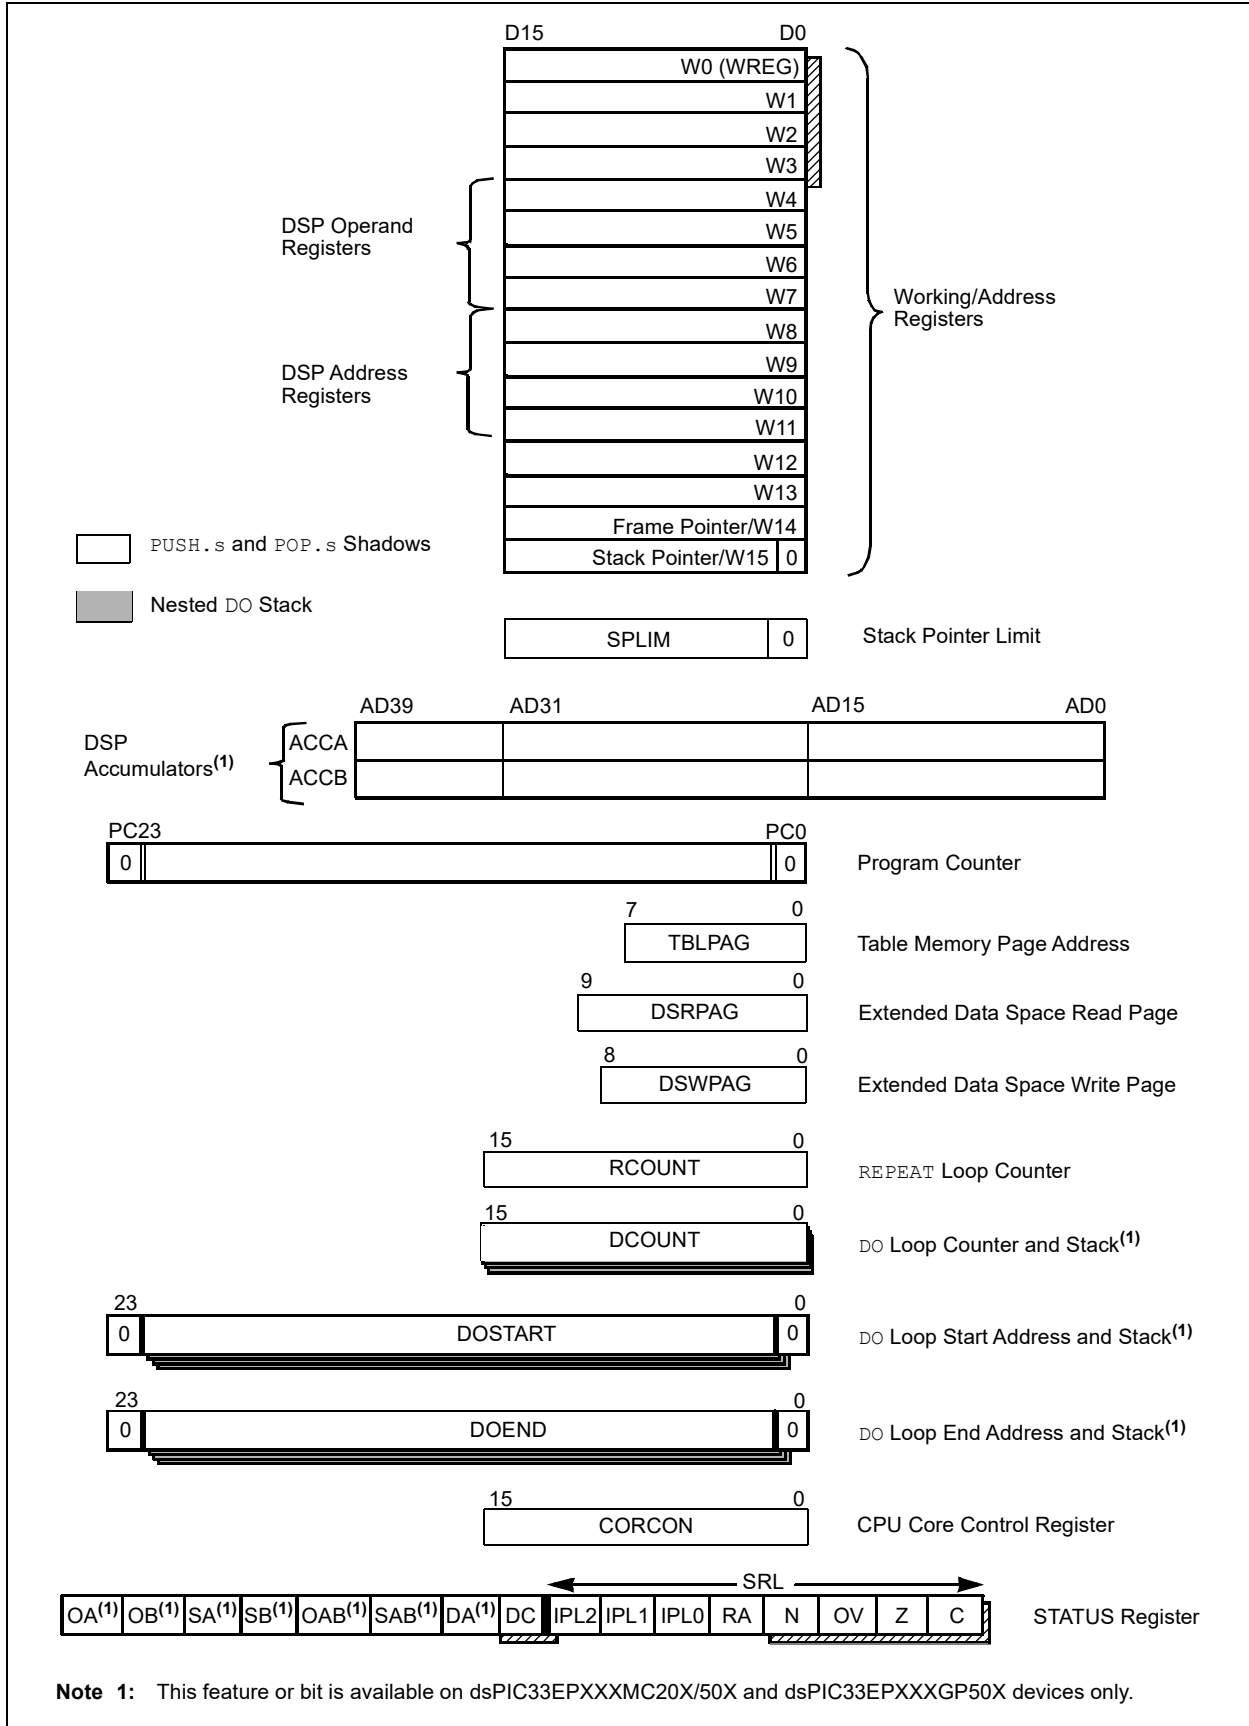 D15 D0
W0 (WREG)
W1
W2
W3
W4
DSP Operand
Registers
W5
W6
W7
Working/Address
Registers
W8
DSP Address
Registers
W9
W10
W11
W12
W13
Frame Pointer/W14
PUSH.s and POP.s Shadows
Stack Pointer/W15 0
Nested DO Stack
SPLIM 0 Stack Pointer Limit
AD39 AD31 AD15 AD0
DSP
Accumulators(1)
ACCA
ACCB
PC23 PC0
0 0 Program Counter
7 0
TBLPAG Table Memory Page Address
9 0
DSRPAG Extended Data Space Read Page
8 0
DSWPAG Extended Data Space Write Page
15 0
RCOUNT REPEAT Loop Counter
15 0
DCOUNT DO Loop Counter and Stack(1)
23 0
0 DOSTART 0 DO Loop Start Address and Stack(1)
23 0
0 DOEND 0 DO Loop End Address and Stack(1)
15 0
CORCON CPU Core Control Register
SRL
OA(1) OB(1) SA(1) SB(1) OAB(1) SAB(1) DA(1) DC IPL2 IPL1 IPL0 RA N OV Z C STATUS Register
Note 1: This feature or bit is available on dsPIC33EPXXXMC20X/50X and dsPIC33EPXXXGP50X devices only.